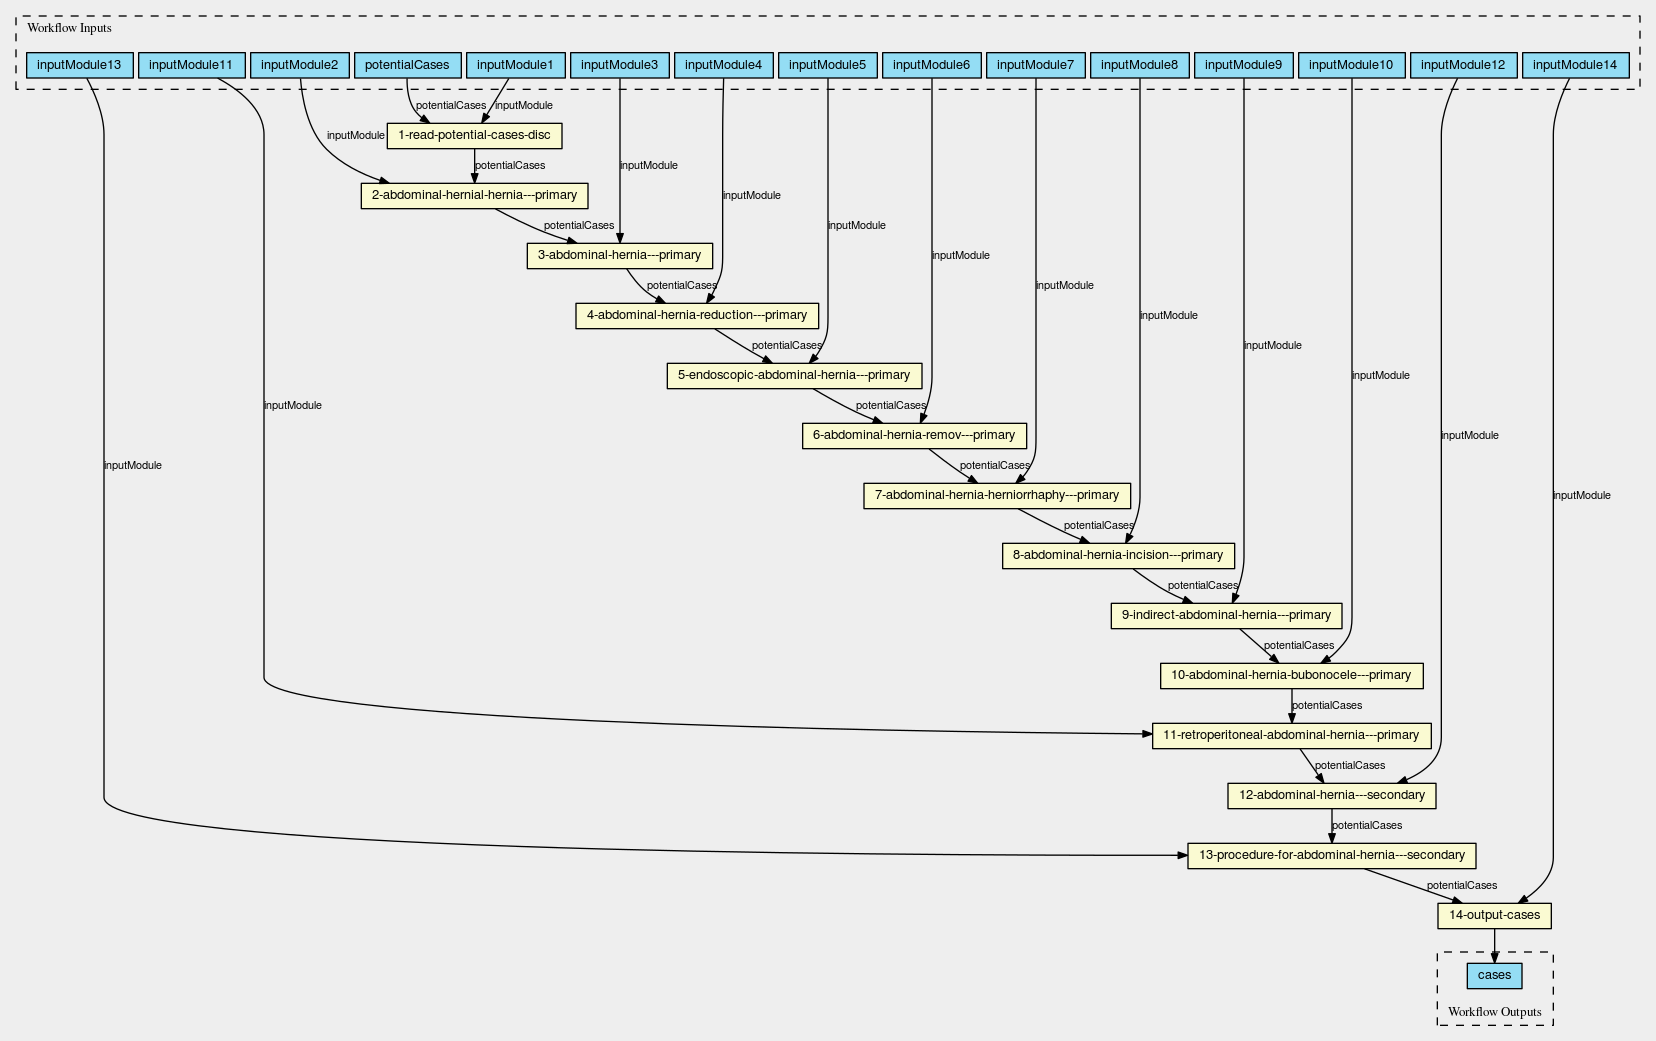 Workflow Inputs
inputModule13
inputModule11
inputModule2
potentialCases
inputModule1
inputModule3
inputModule4
inputModule5
inputModule6
inputModule7
inputModule8
inputModule9
inputModule10
inputModule12
inputModule14
potentialCases
inputModule
inputModule
1-read-potential-cases-disc
potentialCases
inputModule
2-abdominal-hernial-hernia---primary
inputModule
potentialCases
inputModule
3-abdominal-hernia---primary
inputModule
potentialCases
inputModule
4-abdominal-hernia-reduction---primary
inputModule
potentialCases
inputModule
5-endoscopic-abdominal-hernia---primary
inputModule
inputModule
potentialCases
6-abdominal-hernia-remov---primary
inputModule
inputModule
potentialCases
7-abdominal-hernia-herniorrhaphy---primary
inputModule
potentialCases
8-abdominal-hernia-incision---primary
potentialCases
9-indirect-abdominal-hernia---primary
potentialCases
10-abdominal-hernia-bubonocele---primary
potentialCases
11-retroperitoneal-abdominal-hernia---primary
potentialCases
12-abdominal-hernia---secondary
potentialCases
13-procedure-for-abdominal-hernia---secondary
potentialCases
14-output-cases
cases
Workflow Outputs